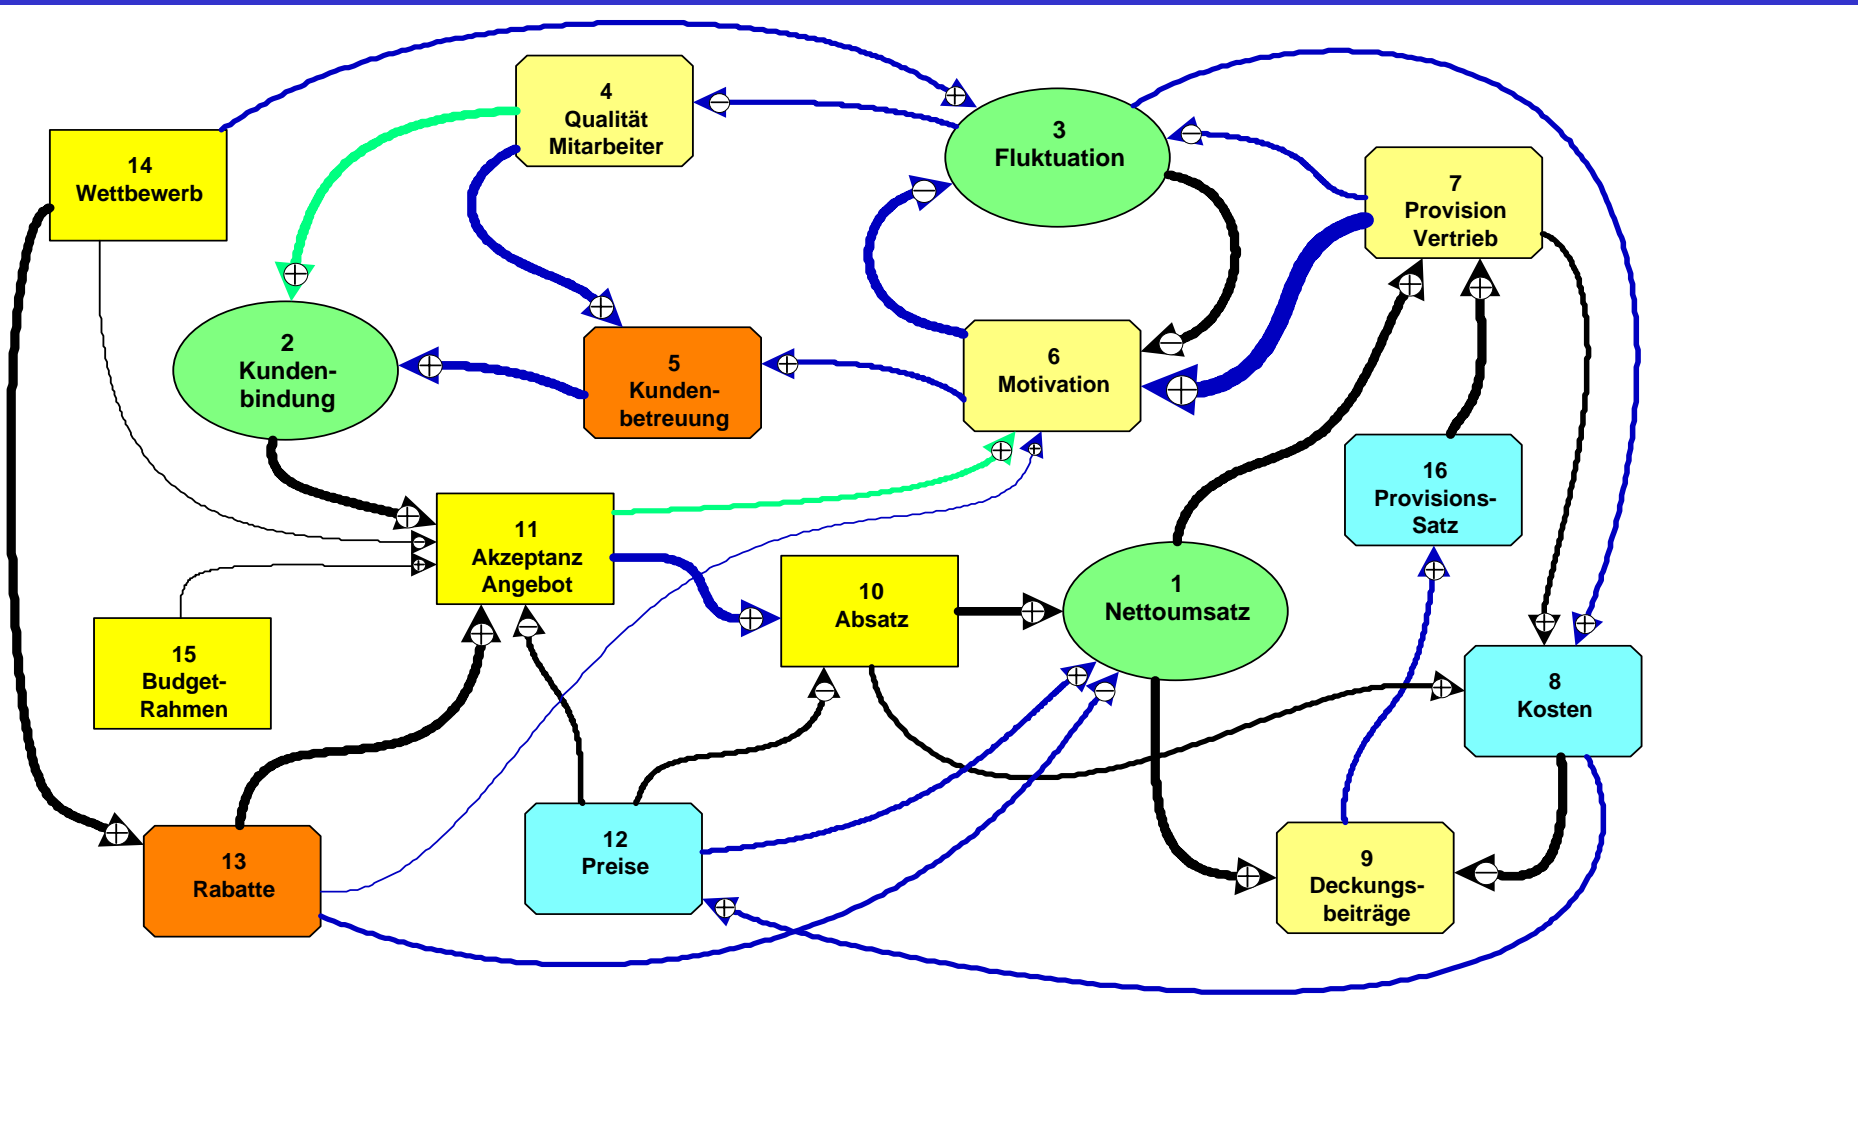 4
Qualität
Mitarbeiter
3
Fluktuation
14
Wettbewerb
7
Provision
Vertrieb
2
Kunden-
bindung
5
Kunden-
betreuung
6
Motivation
16
Provisions-
Satz
11
Akzeptanz
Angebot
10
Absatz
1
Nettoumsatz
15
Budget-
Rahmen
8
Kosten
13
Rabatte
12
Preise
9
Deckungs-
beiträge